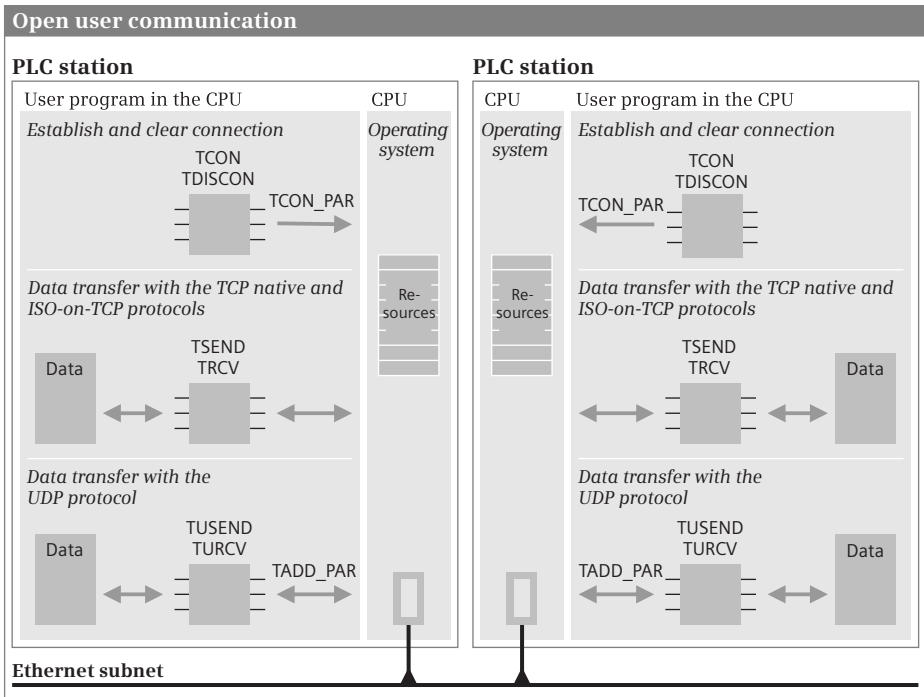 Open user communication
PLC station
User program in the CPU
CPU
Establish and clear connection
Operating
system
TCON
TDISCON
TCON_PAR
Data transfer with the TCP native and
ISO-on-TCP protocols
Re-
sources
TSEND
TRCV
Data
Data transfer with the
UDP protocol
TUSEND
TURCV
Data
TADD_PAR
PLC station
CPU
User program in the CPU
Operating
system
Establish and clear connection
TCON
TDISCON
TCON_PAR
Re-
sources
Data transfer with the TCP native and
ISO-on-TCP protocols
TSEND
TRCV
Data
Data transfer with the
UDP protocol
TUSEND
TURCV
Data
TADD_PAR
Ethernet subnet